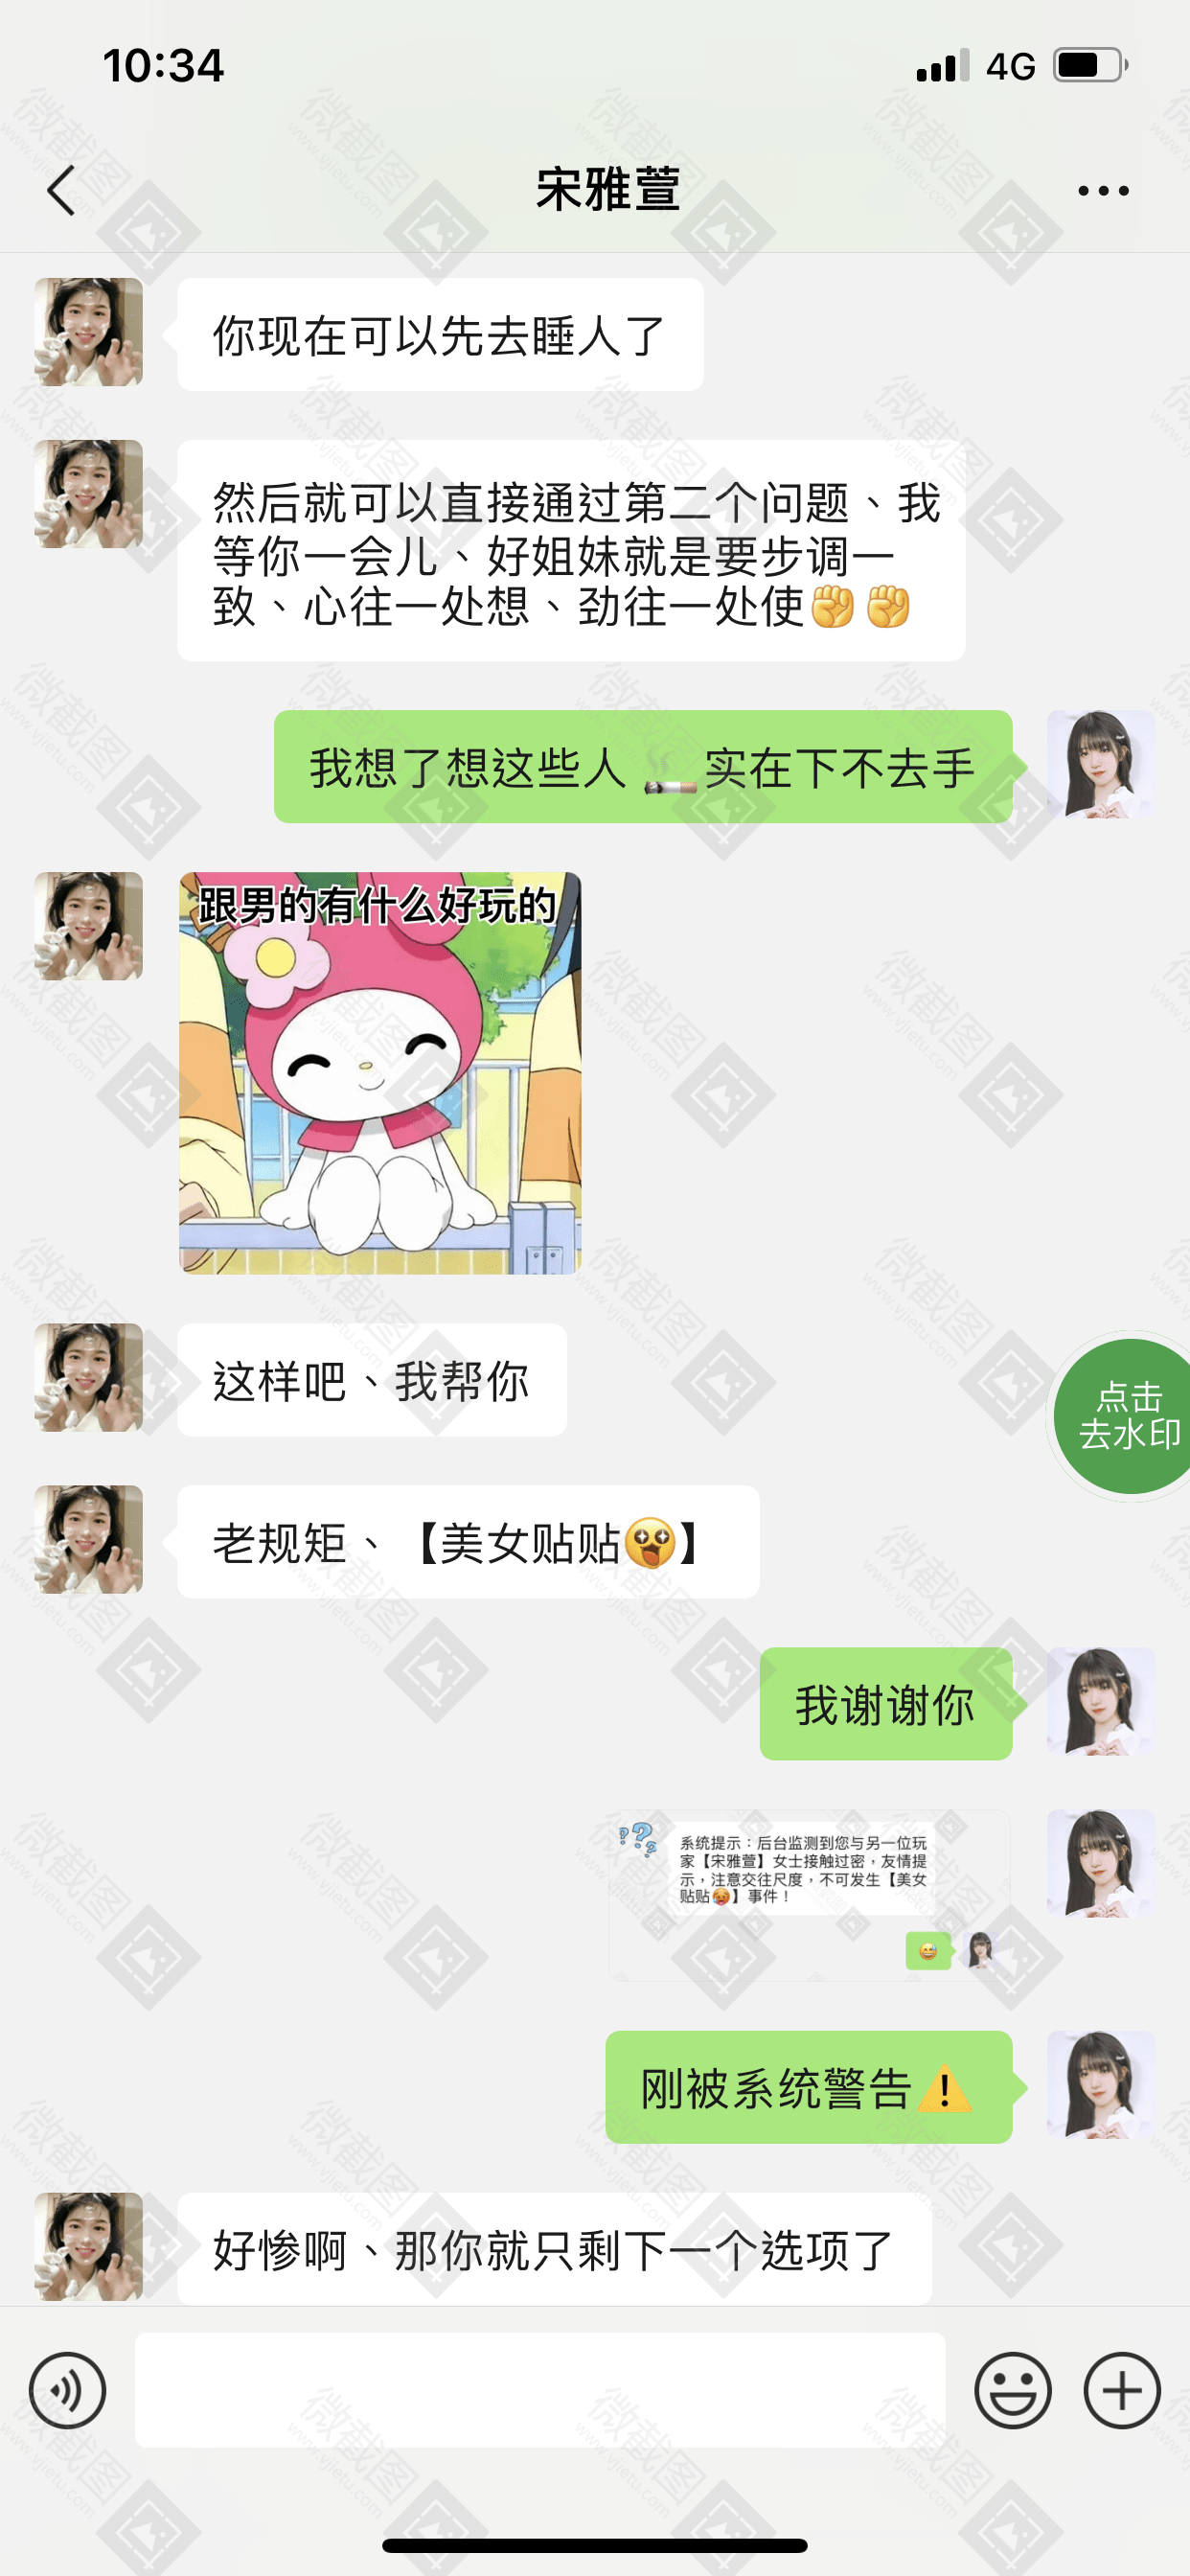 10:34
4G
宋雅萱
你现在可以先去睡人了
然后就可以直接通过第二个问题、我
等你一会儿、好姐妹就是要步调一
致、心往一处想、劲往一处使✊✊
我想了想这些人🚬实在下不去手
跟男的有什么好玩的
这样吧、我帮你
点击
去水印
老规矩、【美女贴贴🤩】
我谢谢你
系统提示：后台监测到您与另一位玩
家【宋雅萱】女士接触过密，友情提
示，注意交往尺度，不可发生【美女
贴贴🥵】事件！
😅
刚被系统警告⚠️
好惨啊、那你就只剩下一个选项了
微截图
www.vjietu.com